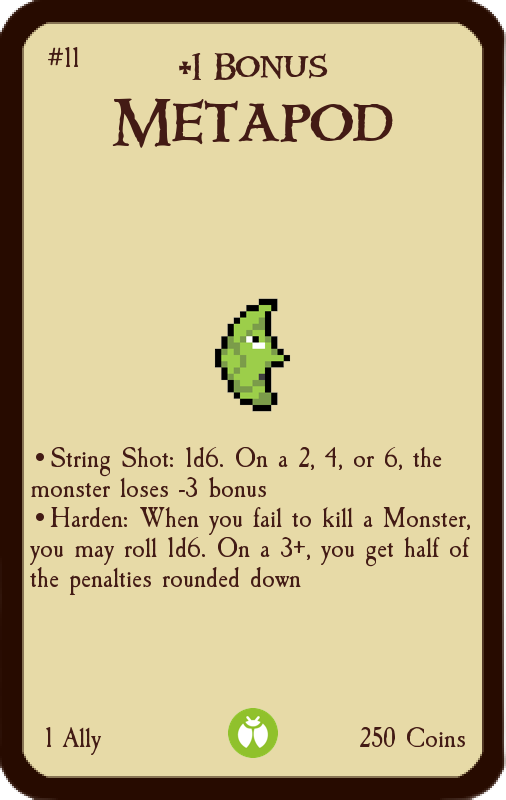 #11
+1 Bonus
Metapod
•String Shot: 1d6. On a 2, 4, or 6, the
monster loses -3 bonus
•Harden: When you fail to kill a Monster,
you may roll 1d6. On a 3+, you get half of
the penalties rounded down
1 Ally
250 Coins